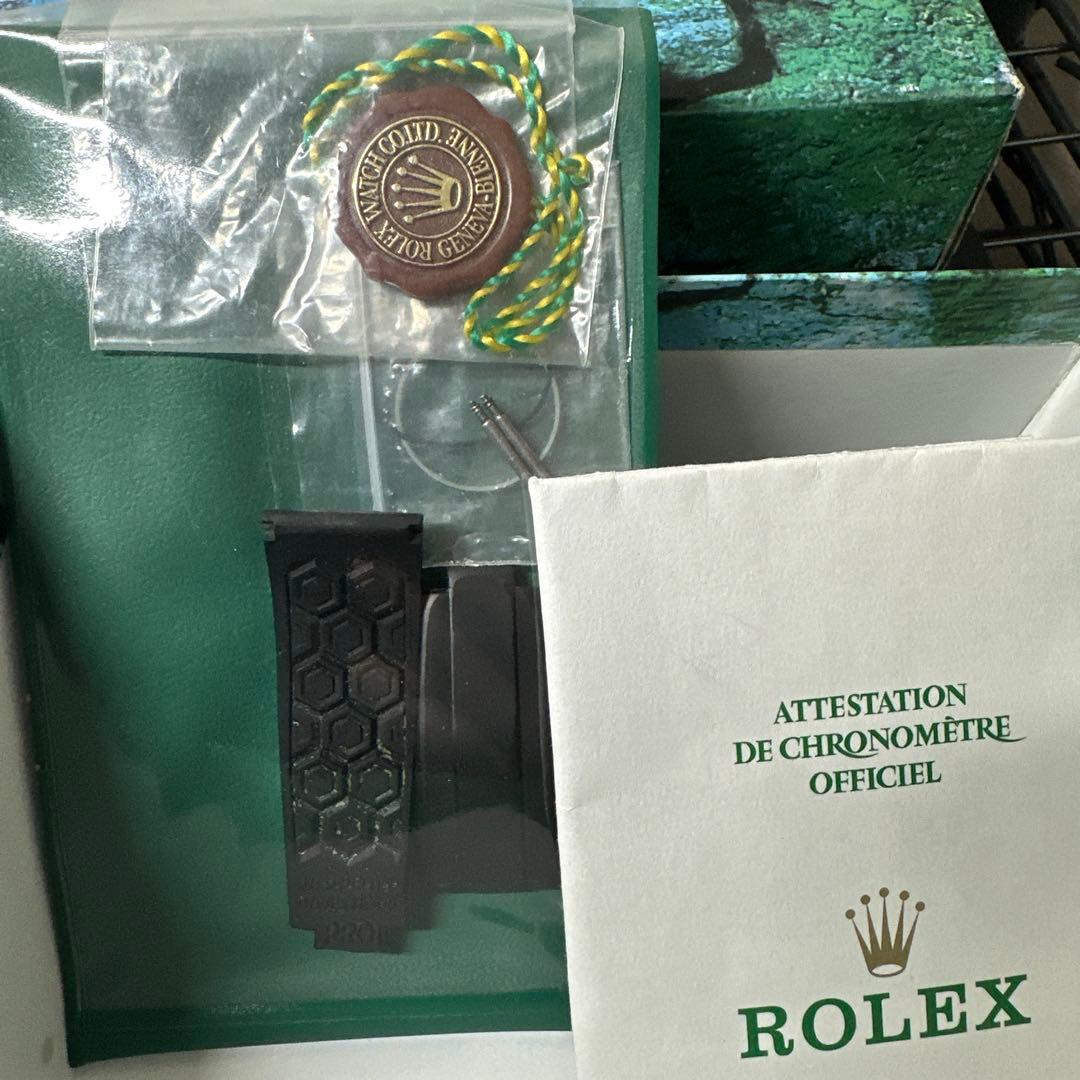 ROLEX WATCH CO LTD. GENEVA-BIENNE
ATTESTATION
DE CHRONOMÈTRE
OFFICIEL
ROLEX